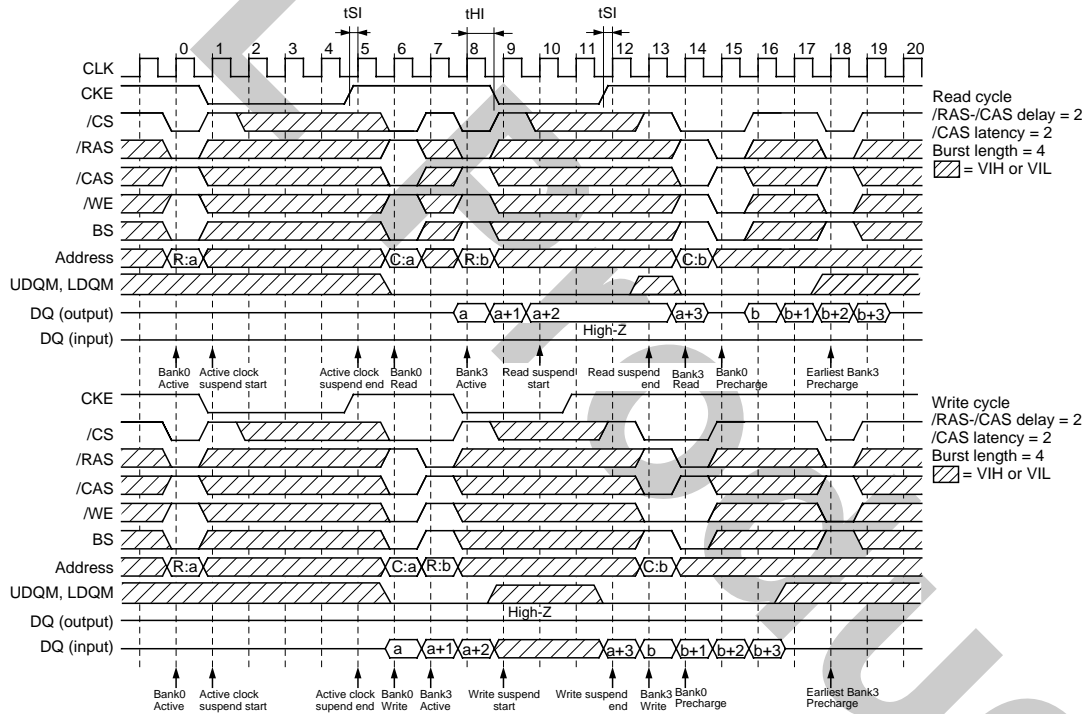 tSI tHI tSI
0 1 2 3 4 5 6 7 8 9 10 11 12 13 14 15 16 17 18 19 20
CLK
CKE
/CS
/RAS
/CAS
/WE
BS
Address R:a C:a R:b C:b
UDQM, LDQM
DQ (output) a a+1 a+2 a+3 b b+1 b+2 b+3
High-Z
DQ (input)
Bank0 Active
Active clock suspend start
Active clock suspend end
Bank0 Read
Bank3 Active
Read suspend start
Read suspend end
Bank3 Read
Bank0 Precharge
Earliest Bank3 Precharge
Read cycle
/RAS-/CAS delay = 2
/CAS latency = 2
Burst length = 4
= VIH or VIL
CKE
/CS
/RAS
/CAS
/WE
BS
Address R:a C:a R:b C:b
UDQM, LDQM
High-Z
DQ (output)
DQ (input) a a+1 a+2 a+3 b b+1 b+2 b+3
Bank0 Active
Active clock suspend start
Active clock supend end
Bank0 Write
Bank3 Active
Write suspend start
Write suspend end
Bank3 Write
Bank0 Precharge
Earliest Bank3 Precharge
Write cycle
/RAS-/CAS delay = 2
/CAS latency = 2
Burst length = 4
= VIH or VIL